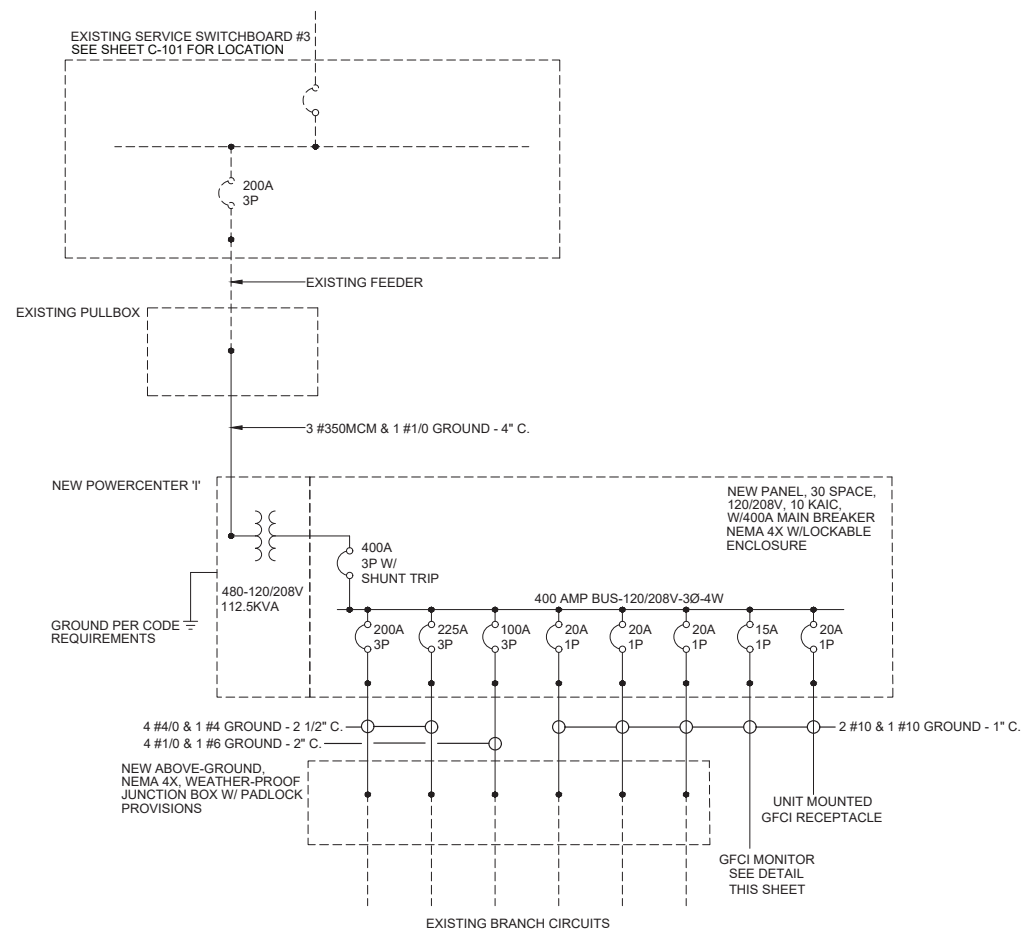 EXISTING SERVICE SWITCHBOARD #3
SEE SHEET C-101 FOR LOCATION
200A
3P
EXISTING FEEDER
EXISTING PULLBOX
3 #350MCM & 1 #1/0 GROUND - 4" C.
NEW POWERCENTER 'I'
NEW PANEL, 30 SPACE,
120/208V, 10 KAIC,
W/400A MAIN BREAKER
NEMA 4X W/LOCKABLE
ENCLOSURE
400A
3P W/
SHUNT TRIP
480-120/208V
112.5KVA
GROUND PER CODE
REQUIREMENTS
400 AMP BUS-120/208V-3Ø-4W
200A
3P
225A
3P
100A
3P
20A
1P
20A
1P
20A
1P
15A
1P
20A
1P
4 #4/0 & 1 #4 GROUND - 2 1/2" C.
4 #1/0 & 1 #6 GROUND - 2" C.
2 #10 & 1 #10 GROUND - 1" C.
NEW ABOVE-GROUND,
NEMA 4X, WEATHER-PROOF
JUNCTION BOX W/ PADLOCK
PROVISIONS
UNIT MOUNTED
GFCI RECEPTACLE
GFCI MONITOR
SEE DETAIL
THIS SHEET
EXISTING BRANCH CIRCUITS